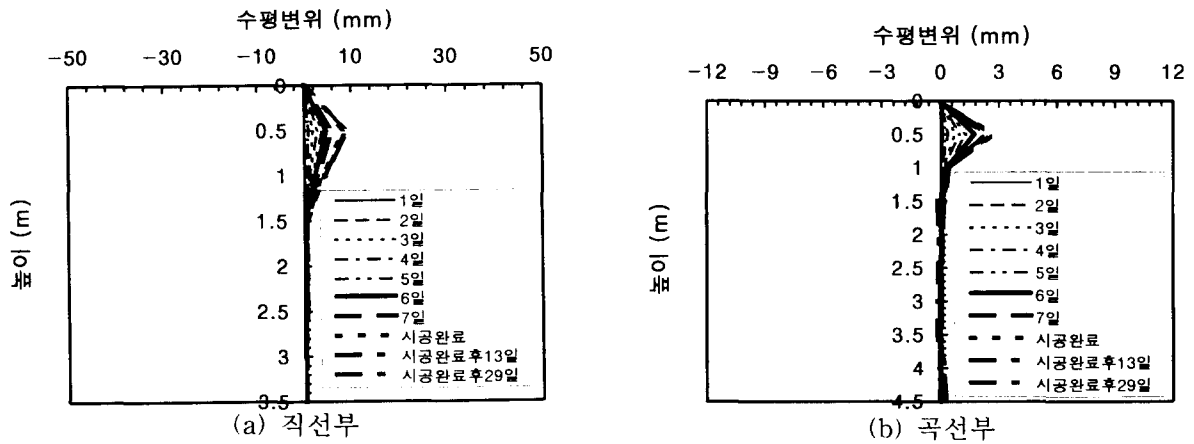 수평변위 (mm)
-50 -30 -10 10 30 50
0
0.5
1
1.5
2
2.5
3
3.5
높이 (m)
1일
2일
3일
4일
5일
6일
7일
시공완료
시공완료후13일
시공완료후29일
(a) 직선부
수평변위 (mm)
-12 -9 -6 -3 0 3 6 9 12
0
0.5
1
1.5
2
2.5
3
3.5
4
4.5
높이 (m)
1일
2일
3일
4일
5일
6일
7일
시공완료
시공완료후13일
시공완료후29일
(b) 곡선부